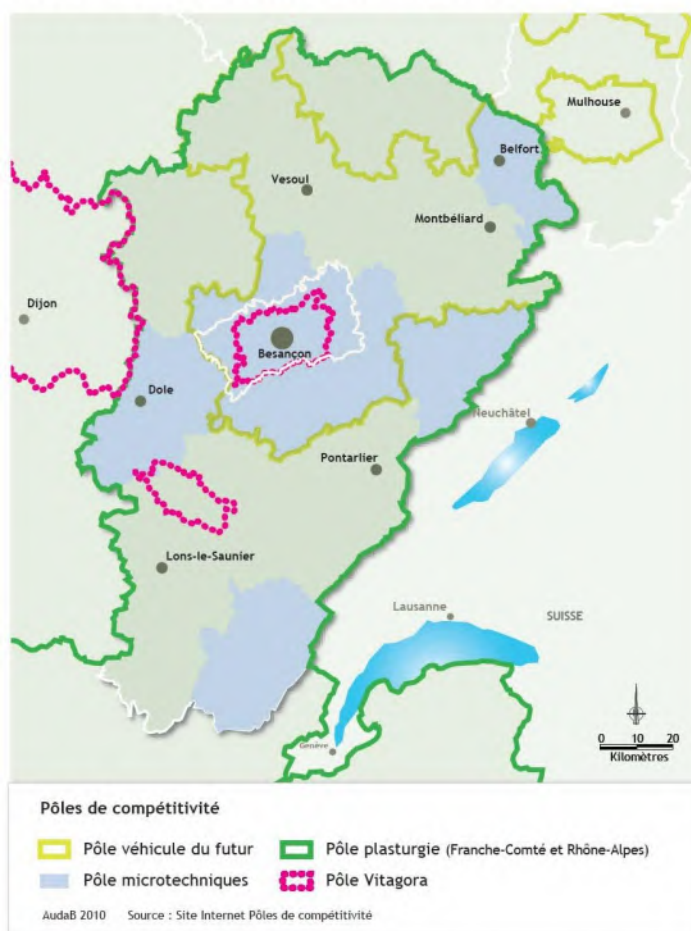 Mulhouse
Belfort
Vesoul
Montbéliard
Dijon
Besançon
Dole
Neuchâtel
Pontarlier
Lons-le-Saunier
Lausanne
SUISSE
Genève
0 10 20
Kilomètres
Pôles de compétitivité
Pôle véhicule du futur
Pôle plasturgie (Franche-Comté et Rhône-Alpes)
Pôle microtechniques
Pôle Vitagora
AudaB 2010 Source : Site Internet Pôles de compétitivité